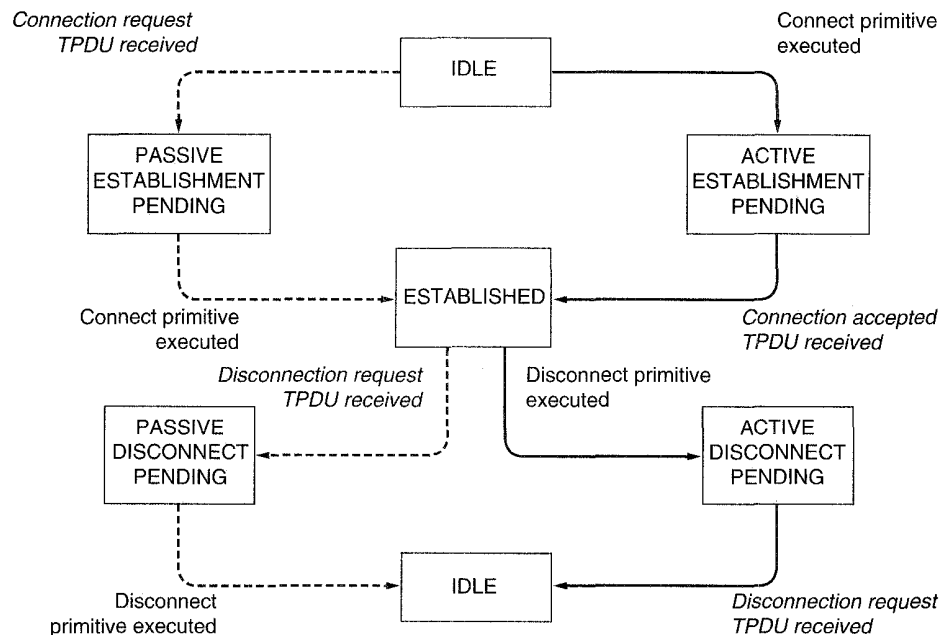 Connection request
TPDU received
IDLE
Connect primitive
executed
PASSIVE
ESTABLISHMENT
PENDING
ACTIVE
ESTABLISHMENT
PENDING
ESTABLISHED
Connect primitive
executed
Connection accepted
TPDU received
Disconnection request
TPDU received
Disconnect primitive
executed
PASSIVE
DISCONNECT
PENDING
ACTIVE
DISCONNECT
PENDING
IDLE
Disconnect
primitive executed
Disconnection request
TPDU received